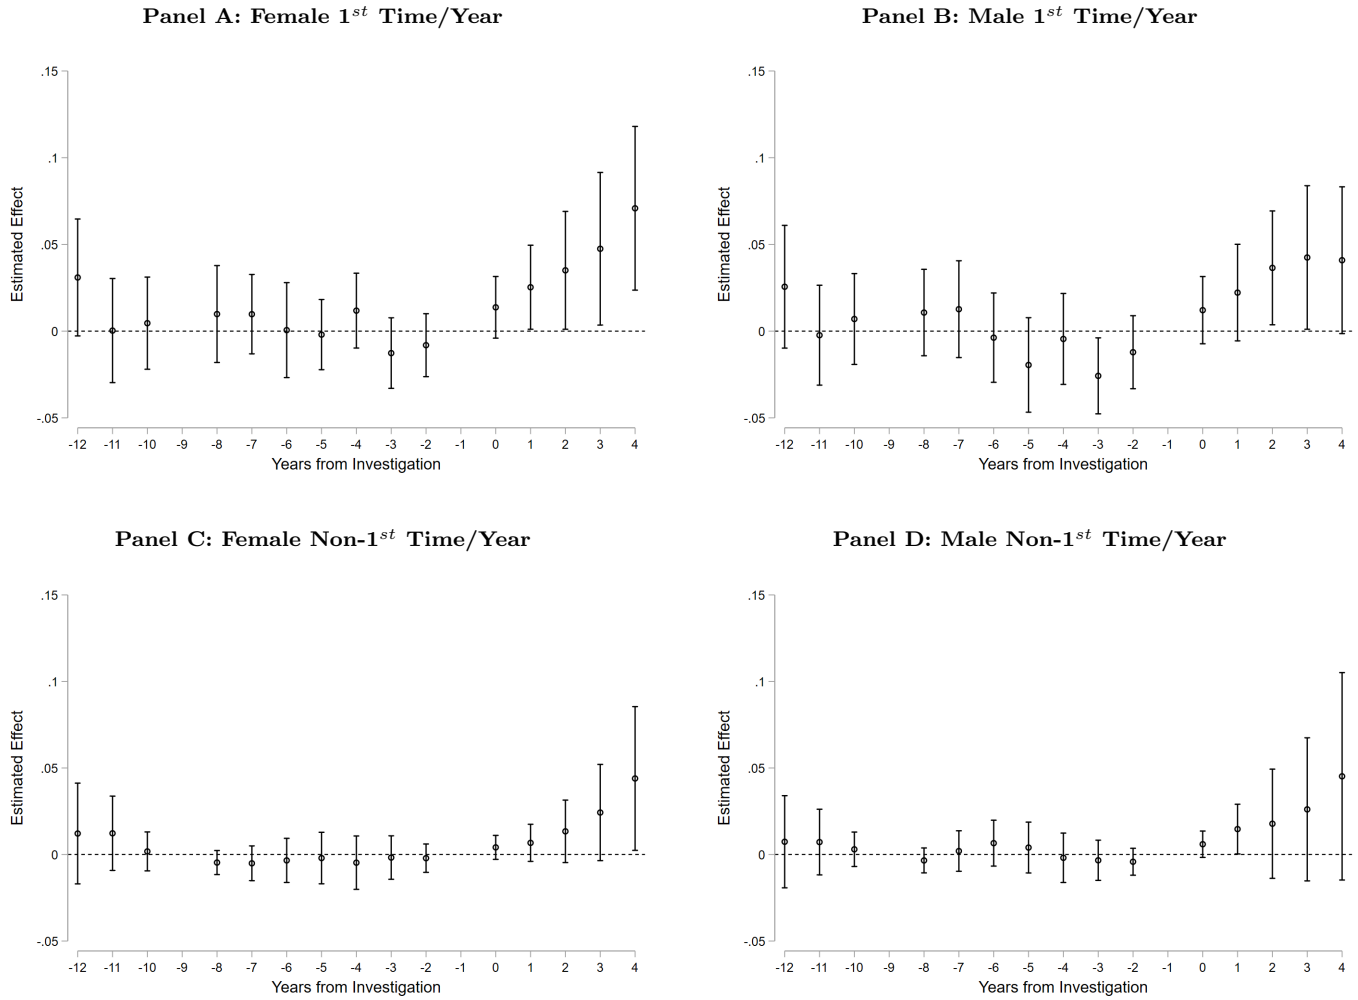 Panel A: Female 1st Time/Year
.15
.1
.05
0
-.05
Estimated Effect
-12 -11 -10 -9 -8 -7 -6 -5 -4 -3 -2 -1 0 1 2 3 4
Years from Investigation
Panel B: Male 1st Time/Year
.15
.1
.05
0
-.05
Estimated Effect
-12 -11 -10 -9 -8 -7 -6 -5 -4 -3 -2 -1 0 1 2 3 4
Years from Investigation
Panel C: Female Non-1st Time/Year
.15
.1
.05
0
-.05
Estimated Effect
-12 -11 -10 -9 -8 -7 -6 -5 -4 -3 -2 -1 0 1 2 3 4
Years from Investigation
Panel D: Male Non-1st Time/Year
.15
.1
.05
0
-.05
Estimated Effect
-12 -11 -10 -9 -8 -7 -6 -5 -4 -3 -2 -1 0 1 2 3 4
Years from Investigation